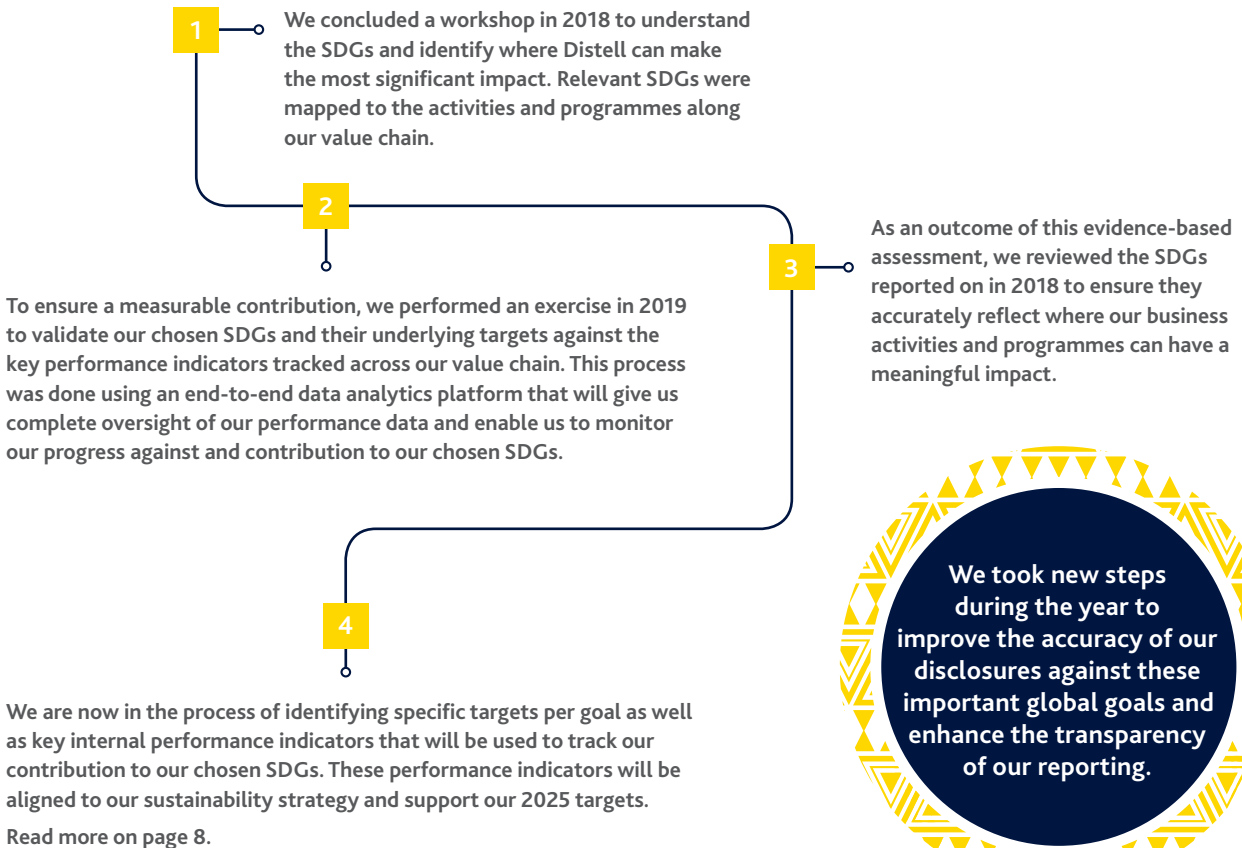 1
We concluded a workshop in 2018 to understand
the SDGs and identify where Distell can make
the most significant impact. Relevant SDGs were
mapped to the activities and programmes along
our value chain.
2
To ensure a measurable contribution, we performed an exercise in 2019
to validate our chosen SDGs and their underlying targets against the
key performance indicators tracked across our value chain. This process
was done using an end-to-end data analytics platform that will give us
complete oversight of our performance data and enable us to monitor
our progress against and contribution to our chosen SDGs.
3
As an outcome of this evidence-based
assessment, we reviewed the SDGs
reported on in 2018 to ensure they
accurately reflect where our business
activities and programmes can have a
meaningful impact.
4
We are now in the process of identifying specific targets per goal as well
as key internal performance indicators that will be used to track our
contribution to our chosen SDGs. These performance indicators will be
aligned to our sustainability strategy and support our 2025 targets.
Read more on page 8.
We took new steps
during the year to
improve the accuracy of our
disclosures against these
important global goals and
enhance the transparency
of our reporting.